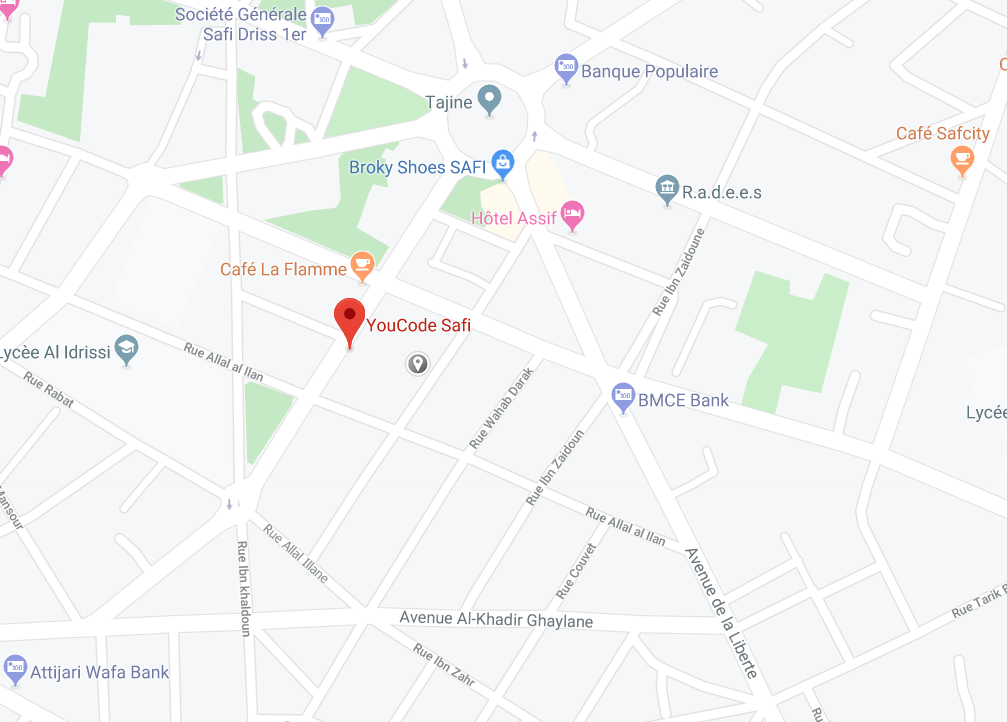 Société Générale
Safi Driss 1er
Banque Populaire
Tajine
Café Safcity
Broky Shoes SAFI
R.a.d.e.e.s
Hôtel Assif
Café La Flamme
Rue Ibn Zaidoune
YouCode Safi
Lycèe Al Idrissi
Rue Allal al Ilan
Rue Rabat
Rue Wahab Darak
BMCE Bank
Lycée
Rue Ibn Zaidoun
Mansour
Rue Allal al Ilan
Rue Allal Illane
Rue Ibn khaldoun
Rue Couvet
Avenue de la Liberte
Rue Tarik
Avenue Al-Khadir Ghaylane
Rue Ibn Zahr
Attijari Wafa Bank
Ru